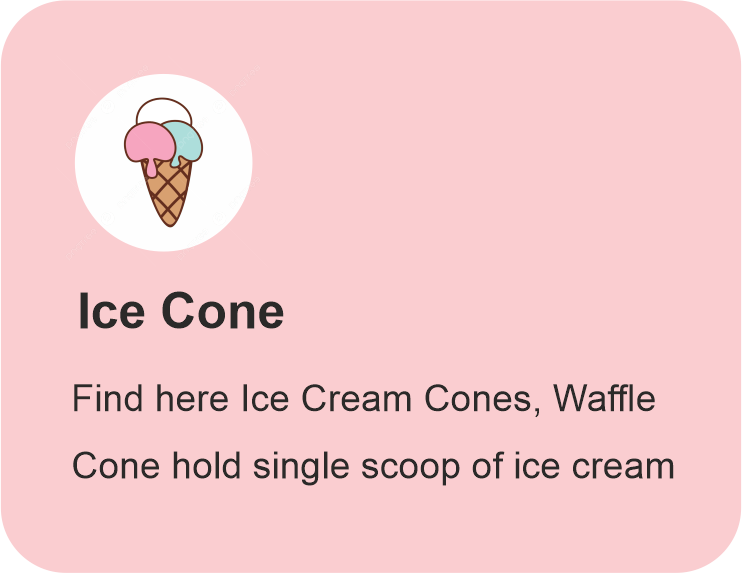 Ice Cone
Find here Ice Cream Cones, Waffle
Cone hold single scoop of ice cream